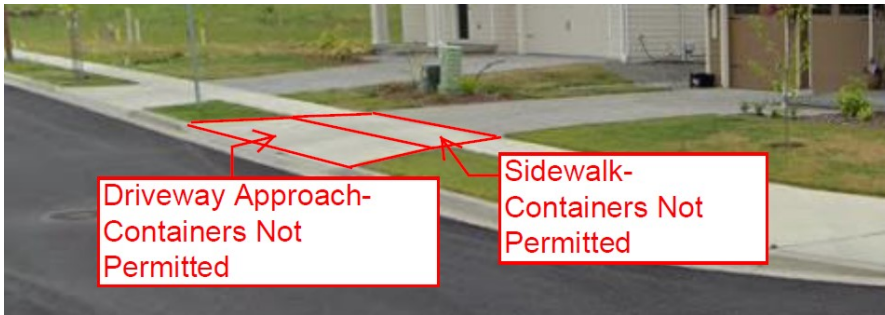 Driveway Approach-
Containers Not
Permitted
Sidewalk-
Containers Not
Permitted